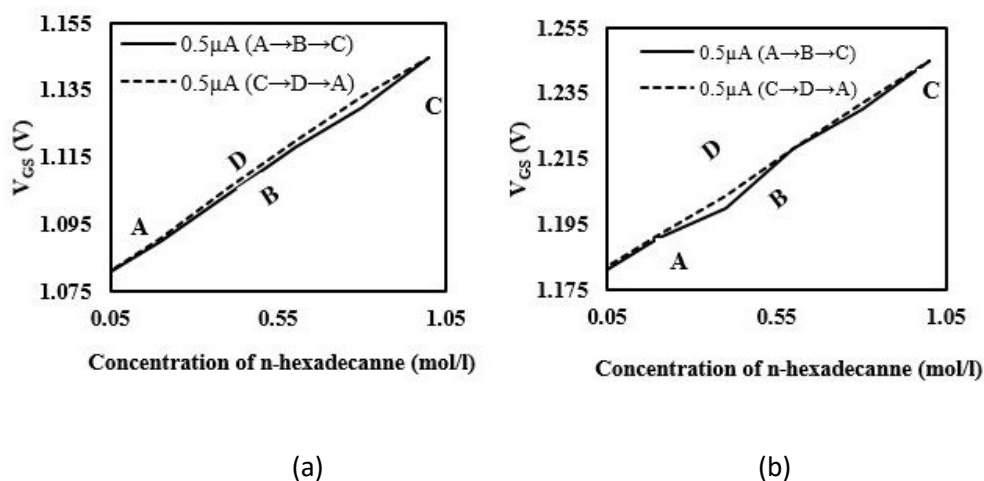 1.155
1.135
1.115
1.095
1.075
V_GS (V)
0.5µA (A→B→C)
0.5µA (C→D→A)
A
D
B
C
0.05
0.55
1.05
Concentration of n-hexadecanne (mol/l)
(a)
1.255
1.235
1.215
1.195
1.175
V_GS (V)
0.5µA (A→B→C)
0.5µA (C→D→A)
C
D
B
A
0.05
0.55
1.05
Concentration of n-hexadecanne (mol/l)
(b)